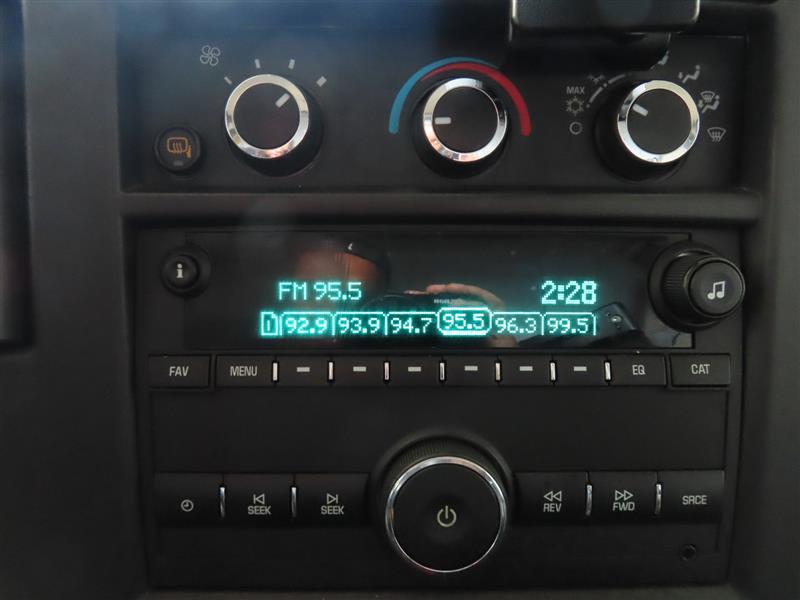 MAX
i
FM 95.5 2:28
1 92.9 93.9 94.7 95.5 96.3 99.5
FAV MENU EQ CAT
SEEK SEEK REV FWD SRCE